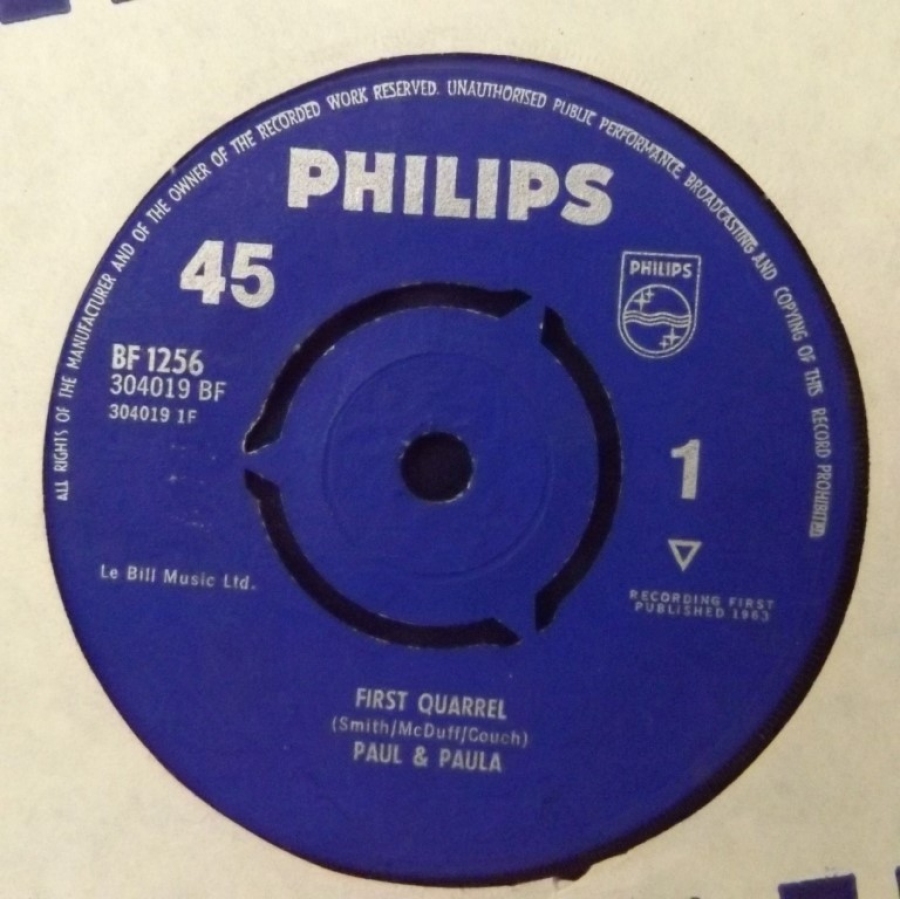 ALL RIGHTS OF THE MANUFACTURER AND OF THE OWNER OF THE RECORDED WORK RESERVED. UNAUTHORISED PUBLIC PERFORMANCE, BROADCASTING AND COPYING OF THIS RECORD PROHIBITED
PHILIPS
45
PHILIPS
BF 1256
304019 BF
304019 1F
1
Le Bill Music Ltd.
RECORDING FIRST
PUBLISHED 1963
FIRST QUARREL
(Smith/McDuff/Couch)
PAUL & PAULA